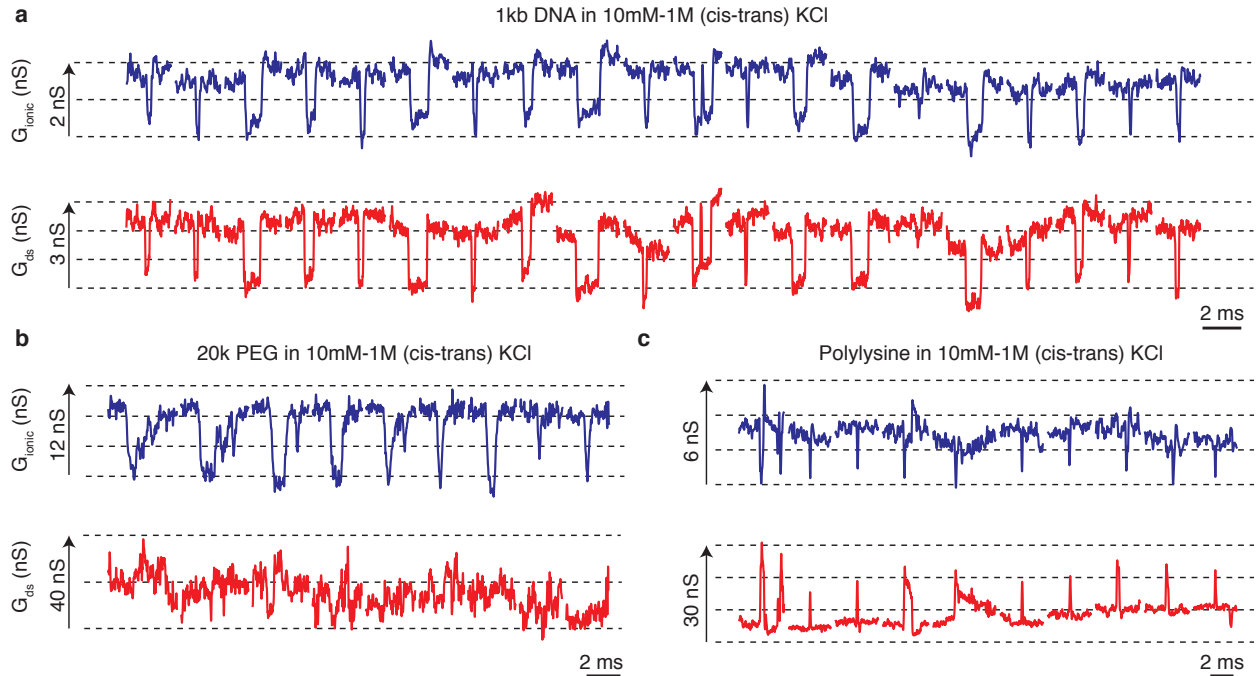 a
1kb DNA in 10mM-1M (cis-trans) KCl
G_ionic (nS)
2 nS
G_ds (nS)
3 nS
2 ms
b
20k PEG in 10mM-1M (cis-trans) KCl
G_ionic (nS)
12 nS
G_ds (nS)
40 nS
2 ms
c
Polylysine in 10mM-1M (cis-trans) KCl
6 nS
30 nS
2 ms